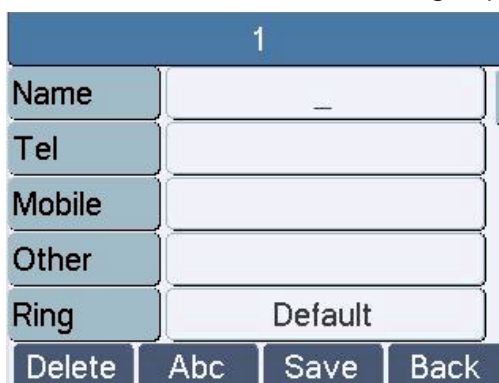 1
Name _
Tel
Mobile
Other
Ring Default
Delete Abc Save Back